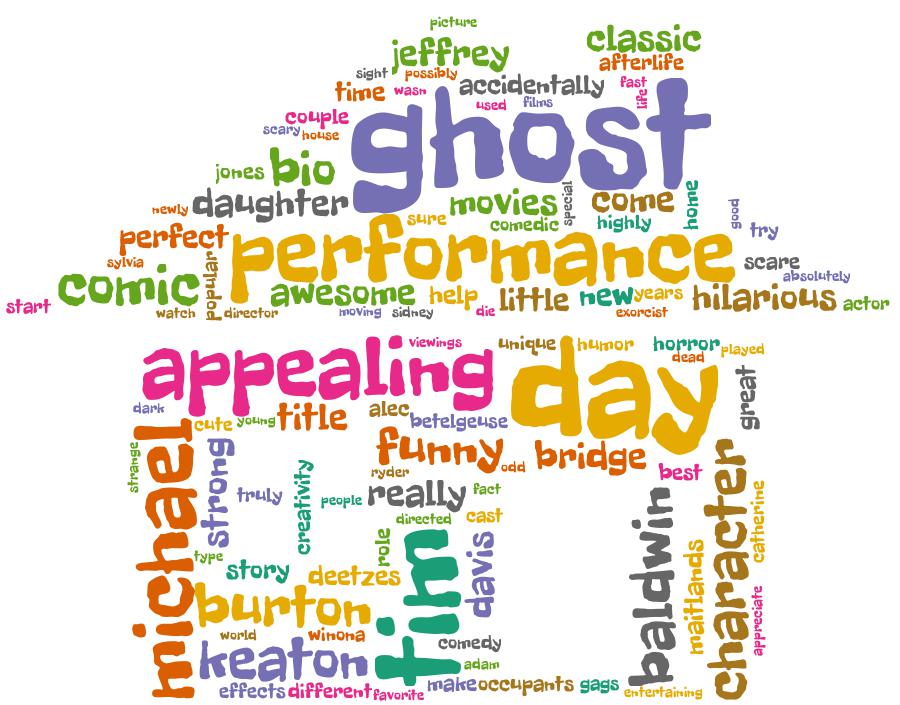 picture
jeffrey classic
sight possibly afterlife
time wasn accidentally fast
used films life
couple ghost
scary house
jones bio
newly daughter movies special come home
sure comedic highly good
perfect performance try
sylvia popular scare
comic absolutely
start awesome help little new years hilarious actor
watch director moving sidney die exorcist
appealing viewings unique humor horror played
day dead
dark great
cute young title alec betelgeuse
michael strong funny odd bridge
strange ryder best
truly creativity people really fact
directed cast
type role tim davis baldwin character catherine
story deetzes maitlands
burton appreciate
world winona comedy
keaton adam
effects different favorite make occupants gags entertaining